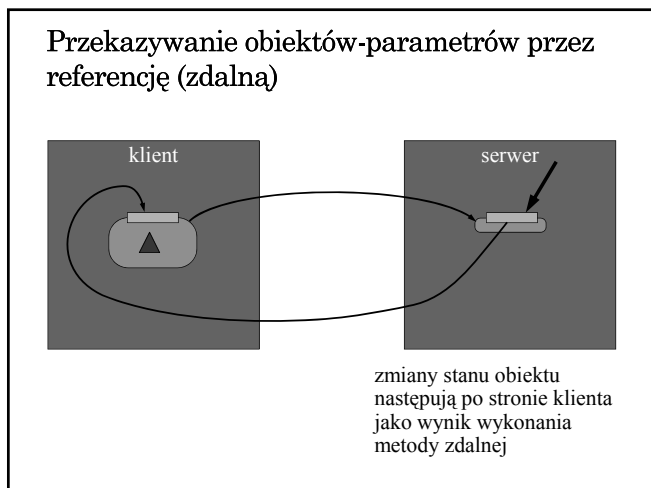 Przekazywanie obiektów-parametrów przez
referencję (zdalną)
klient
serwer
zmiany stanu obiektu
następują po stronie klienta
jako wynik wykonania
metody zdalnej